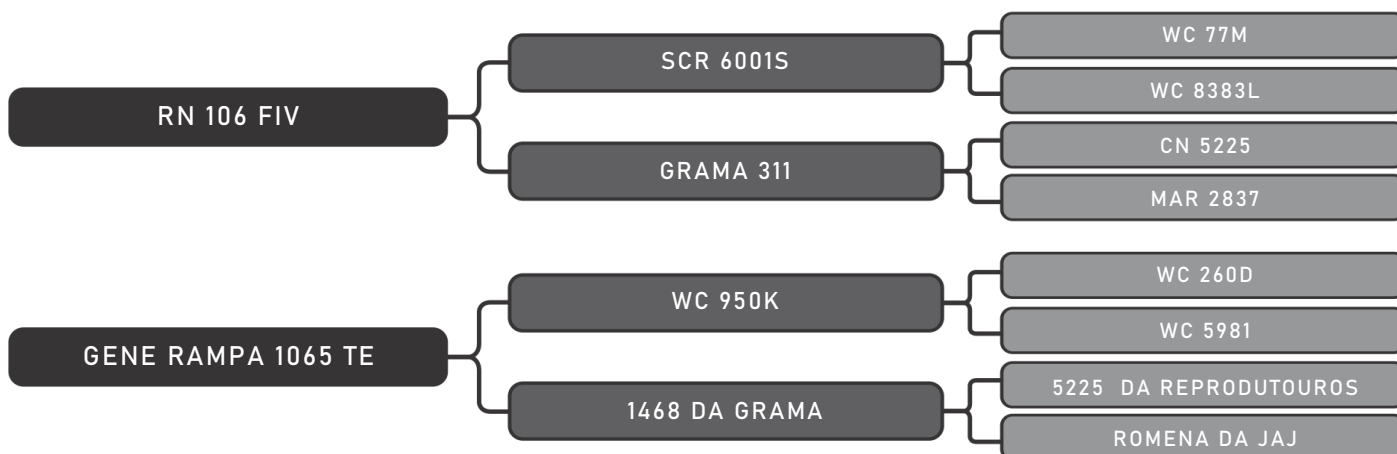 WC 77M
SCR 6001S
WC 8383L
RN 106 FIV
CN 5225
GRAMA 311
MAR 2837
WC 260D
WC 950K
WC 5981
GENE RAMPA 1065 TE
5225 DA REPRODUTOUROS
1468 DA GRAMA
ROMENA DA JAJ